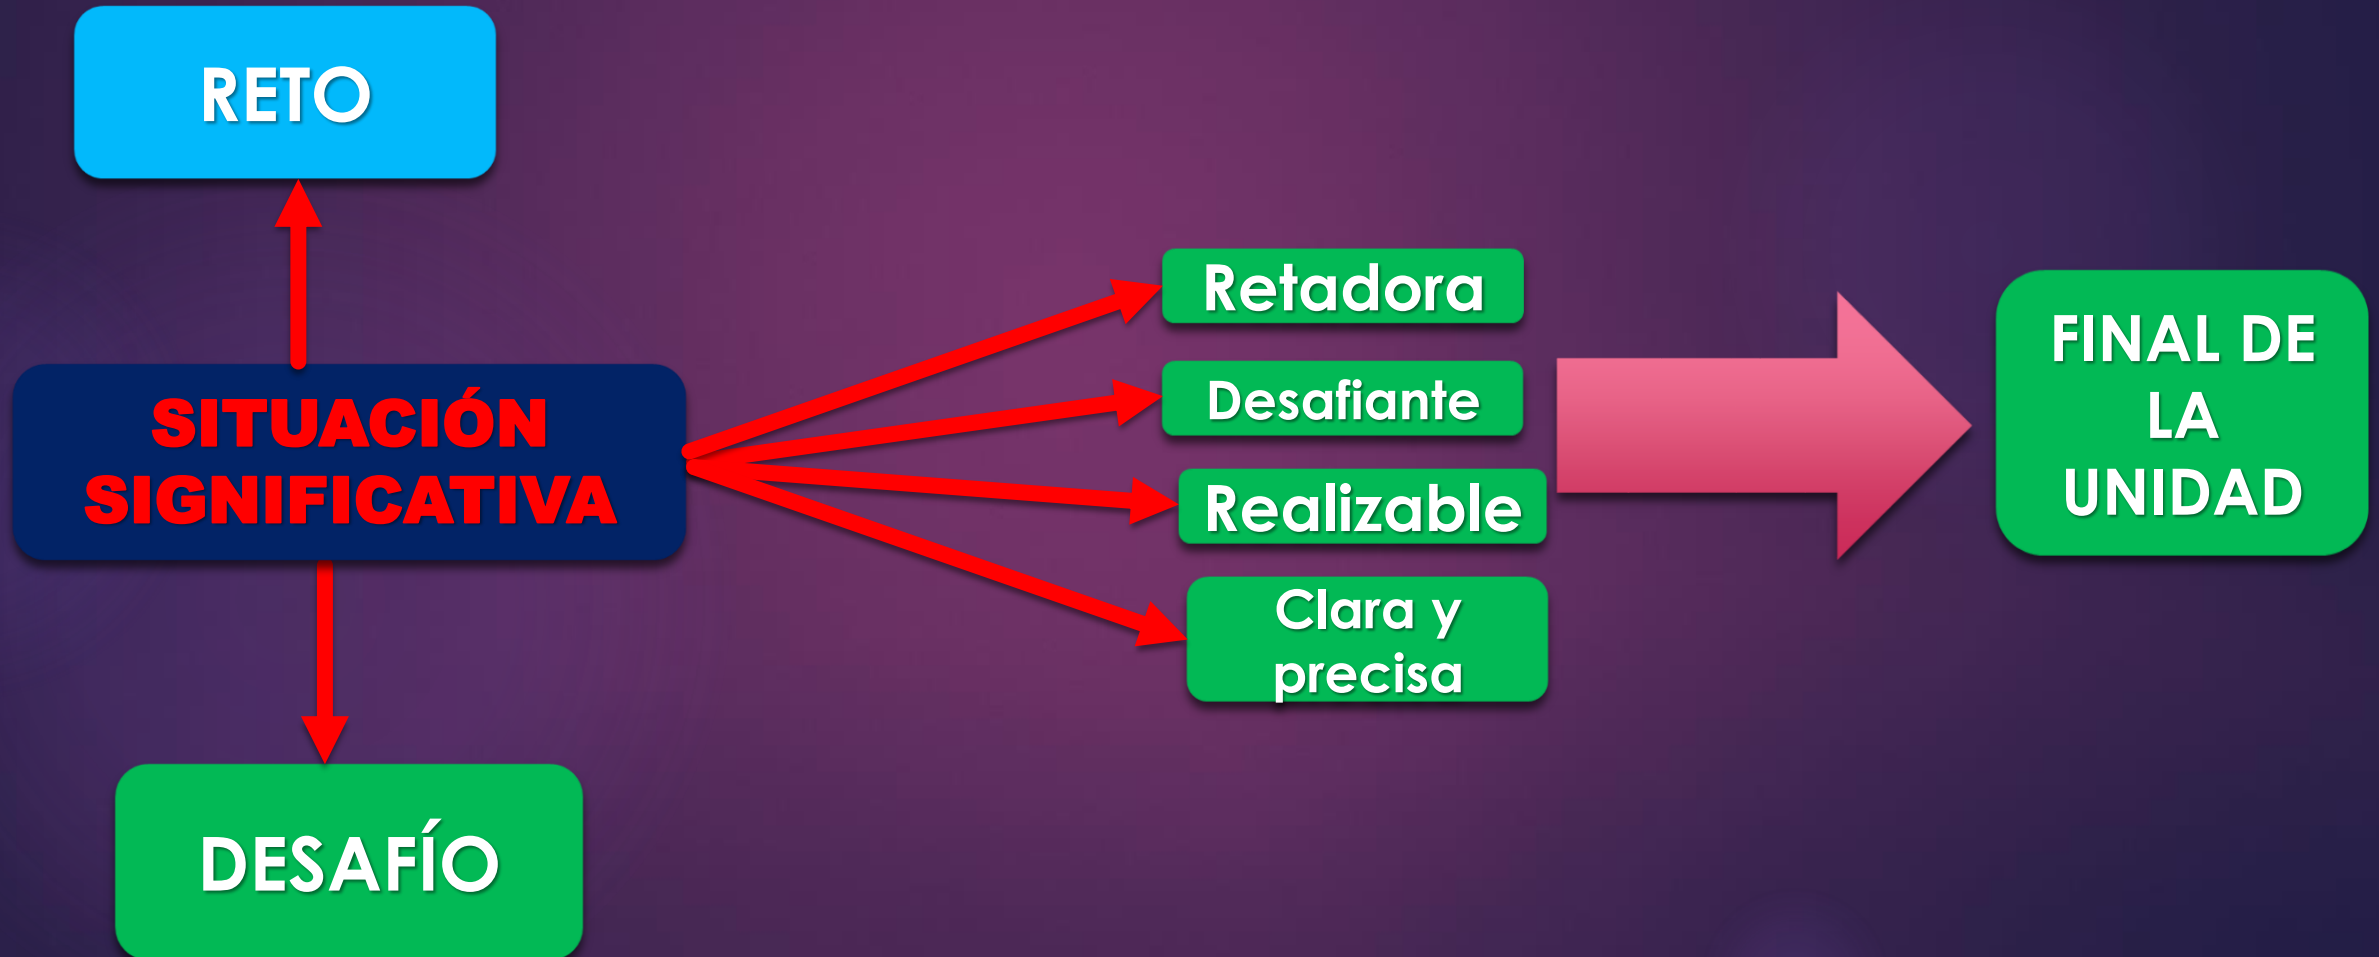 RETO
SITUACIÓN
SIGNIFICATIVA
DESAFÍO
Retadora
Desafiante
Realizable
Clara y
precisa
FINAL DE
LA
UNIDAD